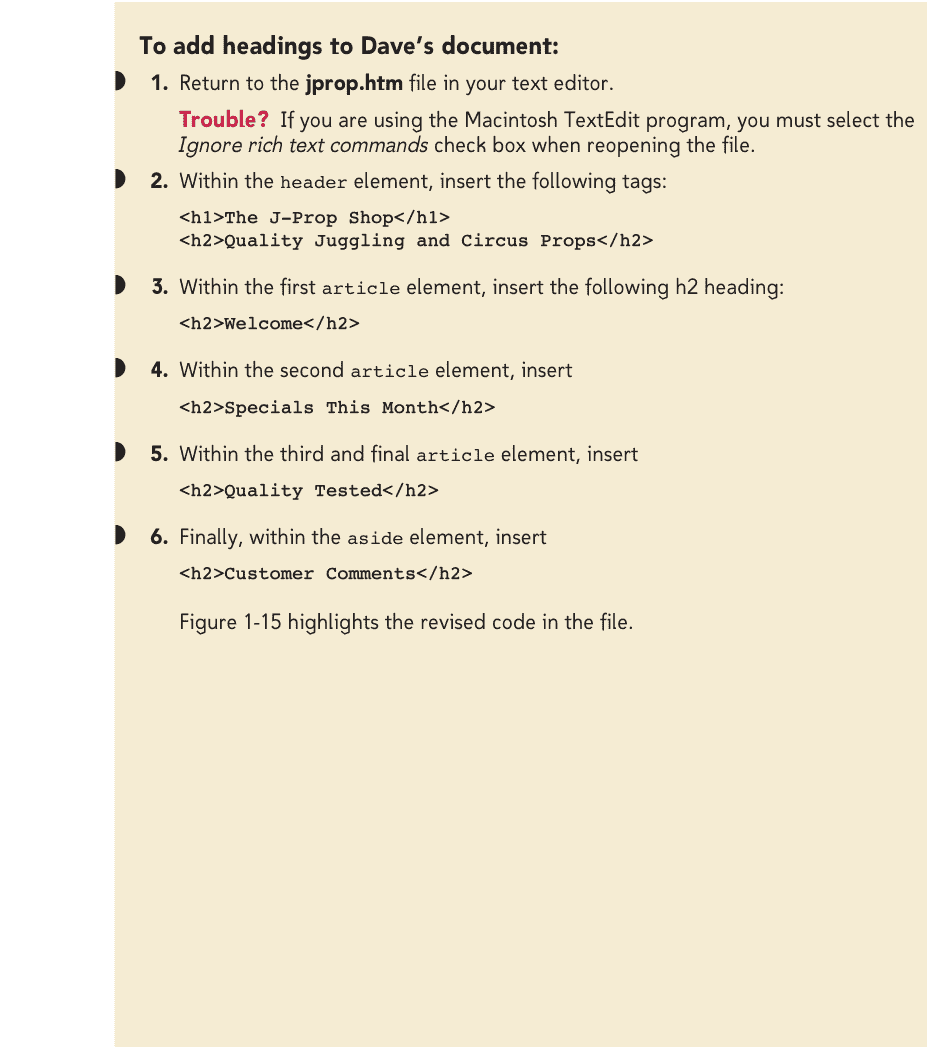 To add headings to Dave's document:
1. Return to the jprop.htm file in your text editor.
Trouble? If you are using the Macintosh TextEdit program, you must select the
Ignore rich text commands check box when reopening the file.
2. Within the header element, insert the following tags:
<h1>The J-Prop Shop</h1>
<h2>Quality Juggling and Circus Props</h2>
3. Within the first article element, insert the following h2 heading:
<h2>Welcome</h2>
4. Within the second article element, insert
<h2>Specials This Month</h2>
5. Within the third and final article element, insert
<h2>Quality Tested</h2>
6. Finally, within the aside element, insert
<h2>Customer Comments</h2>
Figure 1-15 highlights the revised code in the file.